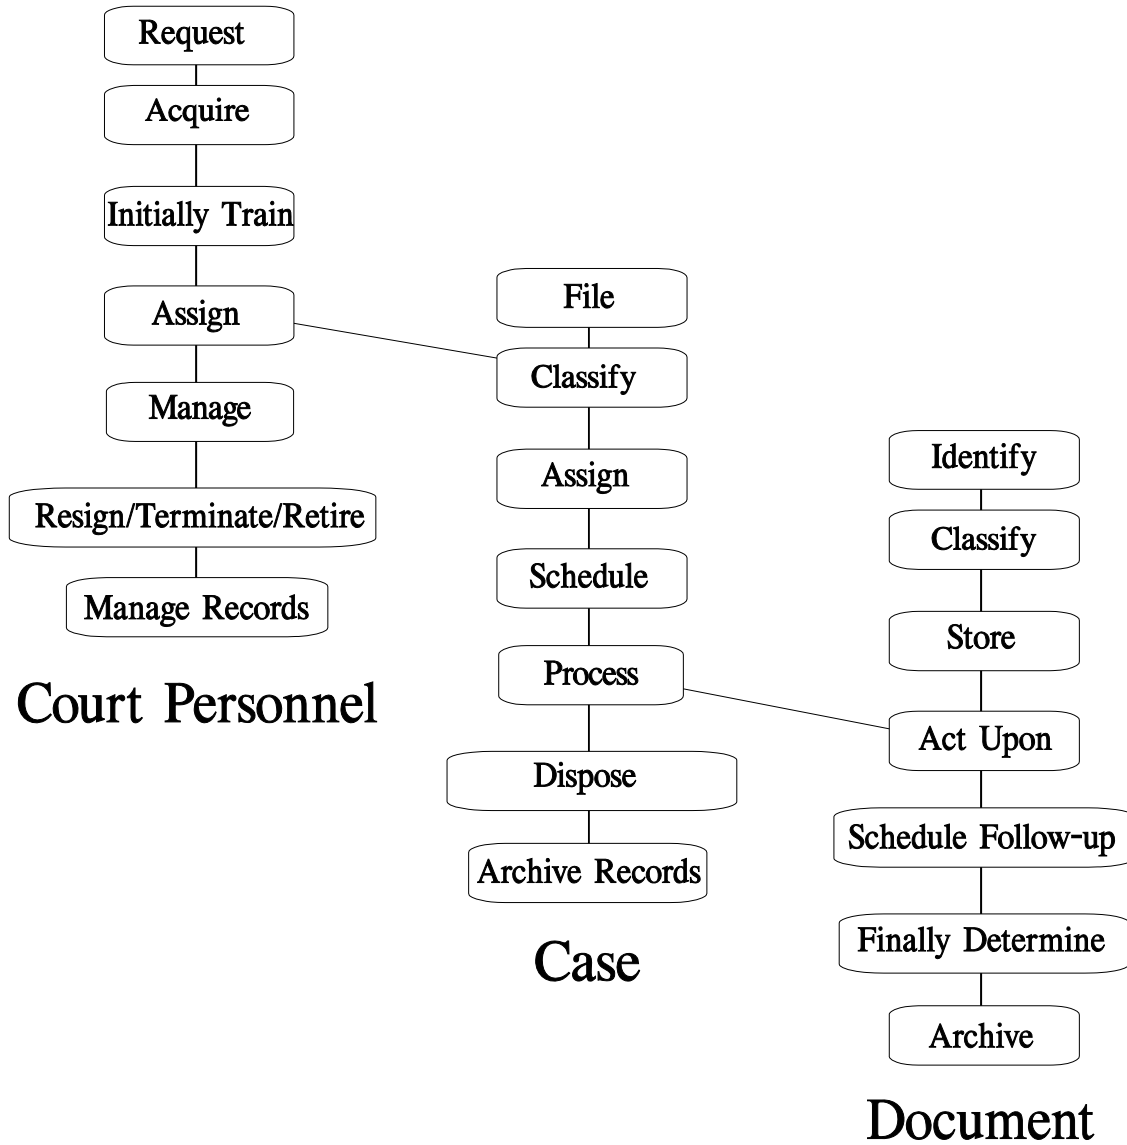 Request
Acquire
Initially Train
Assign
Manage
Resign/Terminate/Retire
Manage Records
Court Personnel
File
Classify
Assign
Schedule
Process
Dispose
Archive Records
Case
Identify
Classify
Store
Act Upon
Schedule Follow-up
Finally Determine
Archive
Document